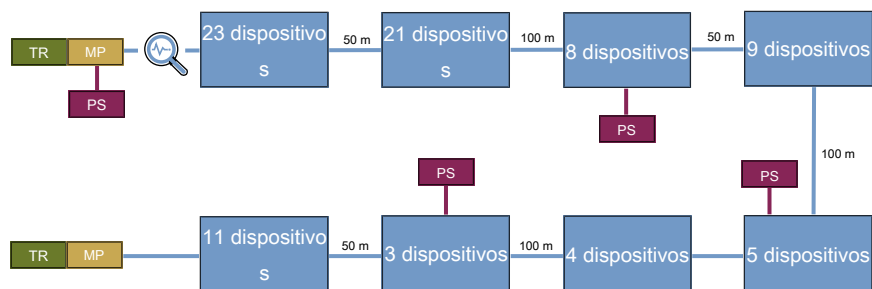 23 dispositivo
s
50 m
21 dispositivo
s
100 m
8 dispositivos
50 m
9 dispositivos
TR
MP
PS
PS
100 m
PS
PS
TR
MP
11 dispositivo
s
50 m
3 dispositivos
100 m
4 dispositivos
5 dispositivos